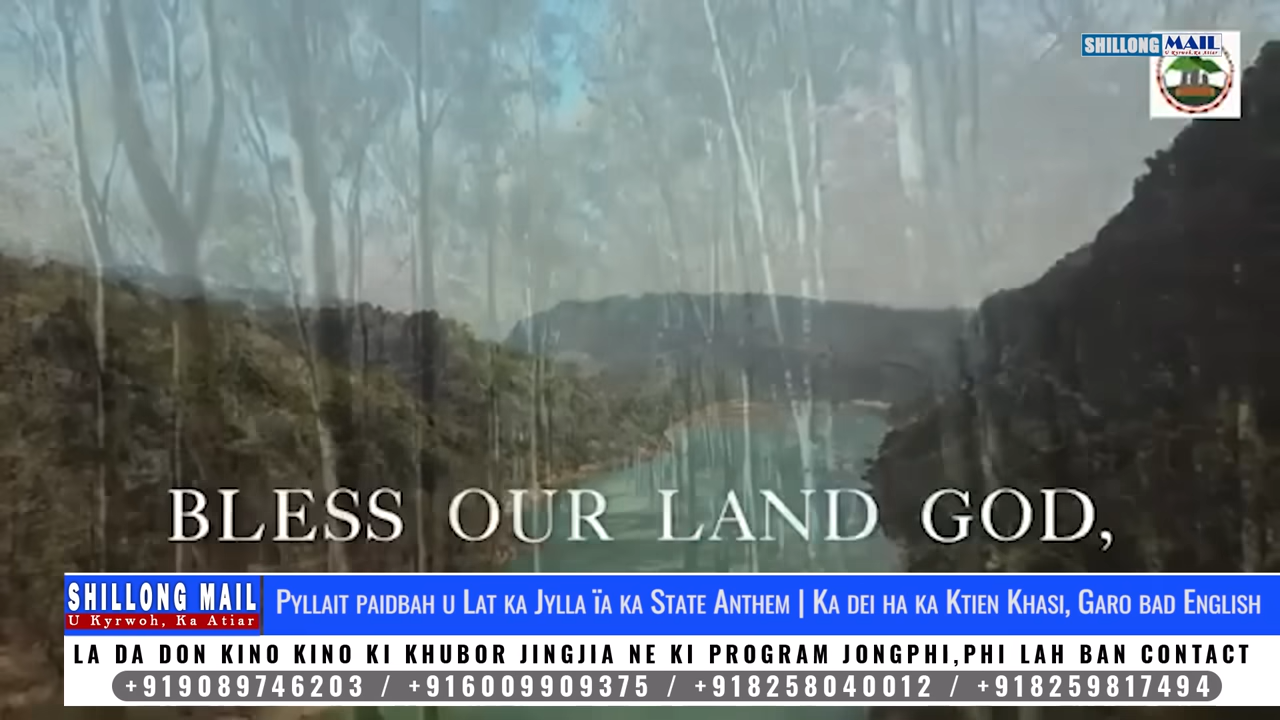 SHILLONG MAIL
U Kyrwoh, Ka Atiar
BLESS OUR LAND GOD,
SHILLONG MAIL
U Kyrwoh, Ka Atiar
Pyllait paidbah u Lat ka Jylla ïa ka State Anthem | Ka dei ha ka Ktien Khasi, Garo bad English
LA DA DON KINO KINO KI KHUBOR JINGJIA NE KI PROGRAM JONGPHI,PHI LAH BAN CONTACT
+919089746203 / +916009909375 / +918258040012 / +918259817494